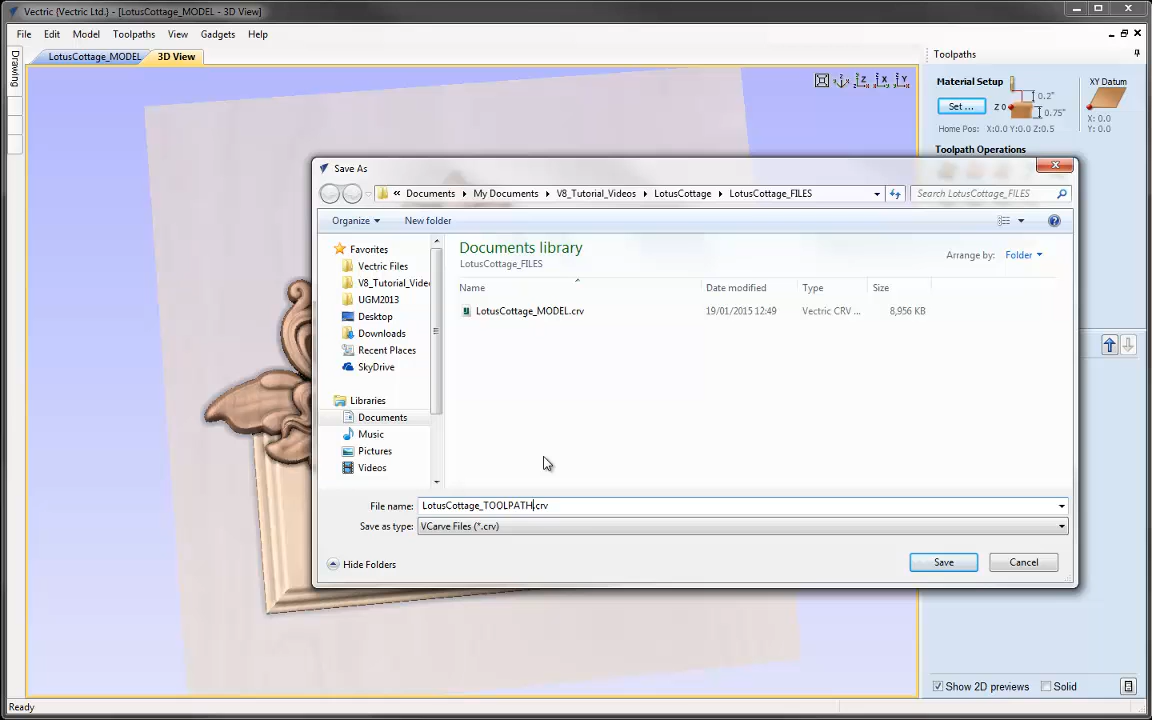 Vectric {Vectric Ltd.} - [LotusCottage_MODEL - 3D View]
File Edit Model Toolpaths View Gadgets Help
LotusCottage_MODEL 3D View
Drawing
Toolpaths
Material Setup
Set ...
Z 0
0.2"
0.75"
XY Datum
X: 0.0
Y: 0.0
Home Pos: X:0.0 Y:0.0 Z:0.5
Toolpath Operations
Save As
« Documents My Documents V8_Tutorial_Videos LotusCottage LotusCottage_FILES
Search LotusCottage_FILES
Organize New folder
Favorites
Vectric Files
V8_Tutorial_Vide
UGM2013
Desktop
Downloads
Recent Places
SkyDrive
Libraries
Documents
Music
Pictures
Videos
Documents library
LotusCottage_FILES
Arrange by: Folder
Name Date modified Type Size
LotusCottage_MODEL.crv 19/01/2015 12:49 Vectric CRV ... 8,956 KB
File name: LotusCottage_TOOLPATH.crv
Save as type: VCarve Files (*.crv)
Hide Folders
Save Cancel
Show 2D previews Solid
Ready